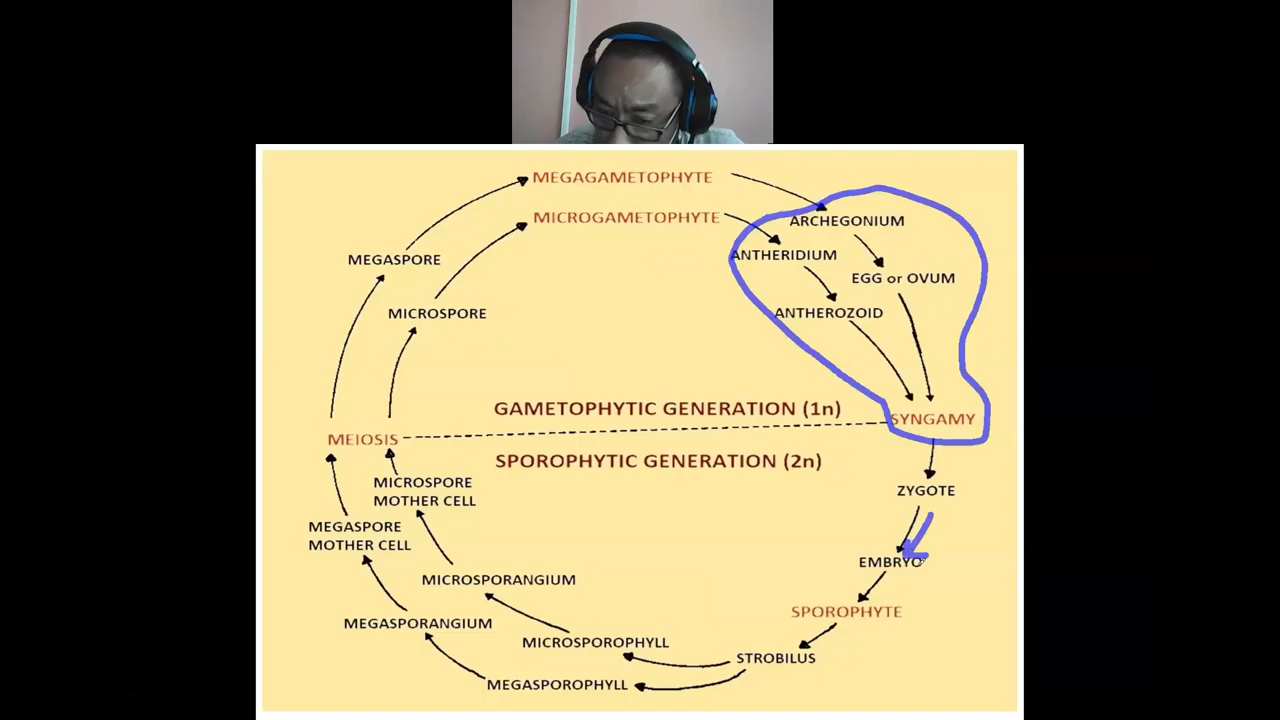 MEGAGAMETOPHYTE
MICROGAMETOPHYTE
ARCHEGONIUM
ANTHERIDIUM
MEGASPORE
EGG or OVUM
MICROSPORE
ANTHEROZOID
GAMETOPHYTIC GENERATION (1n)
SYNGAMY
MEIOSIS
SPOROPHYTIC GENERATION (2n)
MICROSPORE
MOTHER CELL
ZYGOTE
MEGASPORE
MOTHER CELL
EMBRYO
MICROSPORANGIUM
SPOROPHYTE
MEGASPORANGIUM
MICROSPOROPHYLL
STROBILUS
MEGASPOROPHYLL